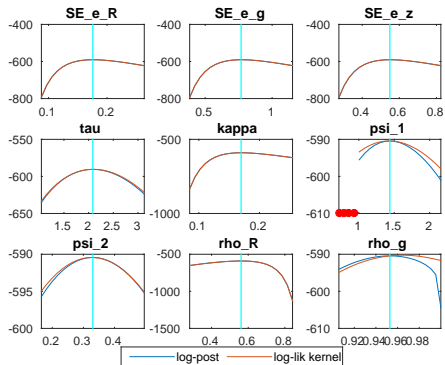 SE_e_R SE_e_g SE_e_z
-400 -400 -400
-600 -600 -600
-800 -800 -800
0.1 0.2 0.5 1 0.4 0.6 0.8
tau kappa psi_1
-550 -500 -590
-600 -600
-650 -1000 -610
1.5 2 2.5 3 0.1 0.2 1 1.5 2
psi_2 rho_R rho_g
-590 -500 -590
-595 -1000 -600
-600 -1500 -610
0.2 0.3 0.4 0.4 0.6 0.8 0.92 0.94 0.96 0.98
log-post log-lik kernel